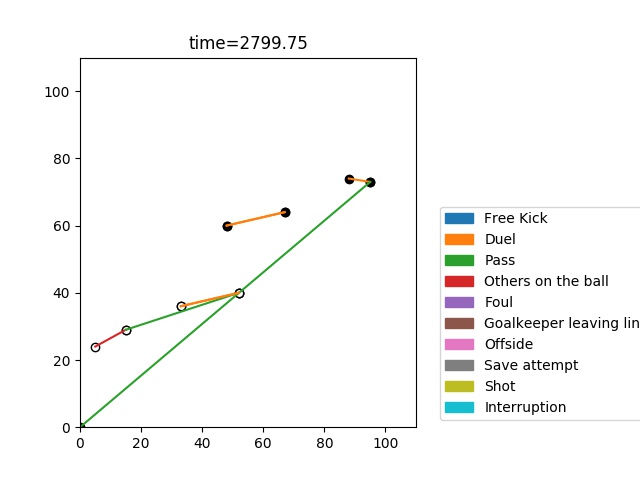 time=2799.75
100
80
60
40
20
0
0 20 40 60 80 100
Free Kick
Duel
Pass
Others on the ball
Foul
Goalkeeper leaving lin
Offside
Save attempt
Shot
Interruption